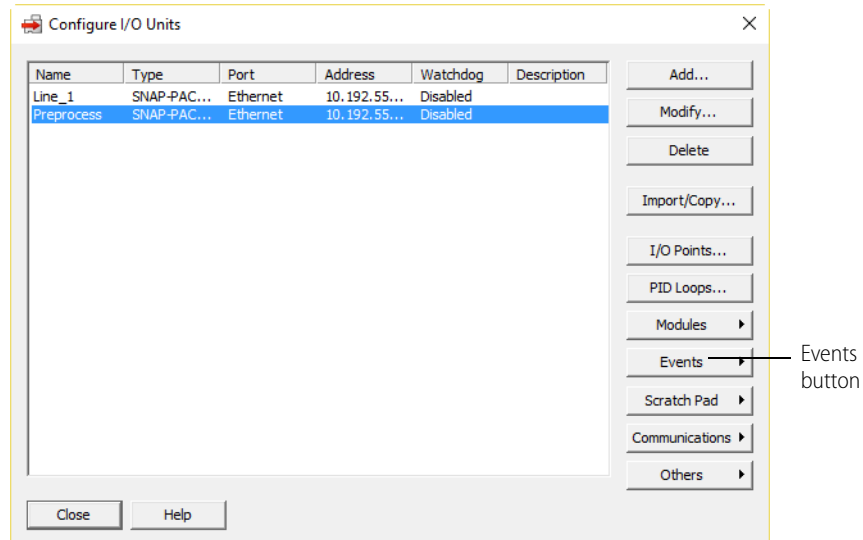 Configure I/O Units
Name Type Port Address Watchdog Description
Line_1 SNAP-PAC... Ethernet 10.192.55... Disabled
Preprocess SNAP-PAC... Ethernet 10.192.55... Disabled
Add...
Modify...
Delete
Import/Copy...
I/O Points...
PID Loops...
Modules
Events
Scratch Pad
Communications
Others
Events
button
Close Help